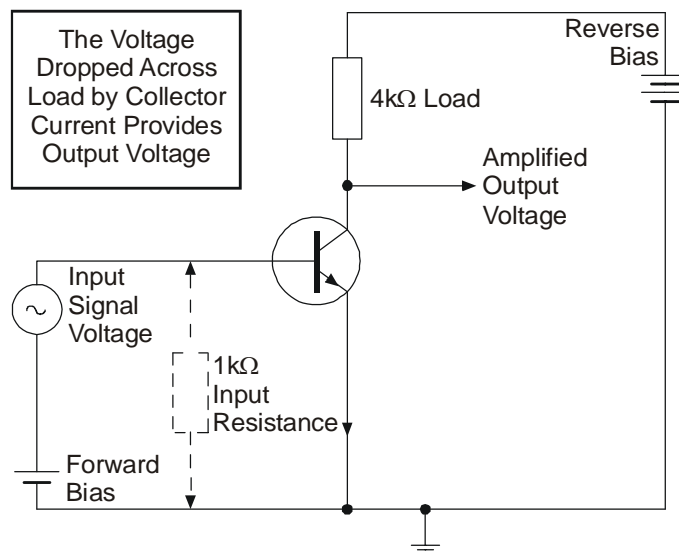 The Voltage
Dropped Across
Load by Collector
Current Provides
Output Voltage
Reverse
Bias
4kΩ Load
Amplified
Output
Voltage
Input
Signal
Voltage
1kΩ
Input
Resistance
Forward
Bias